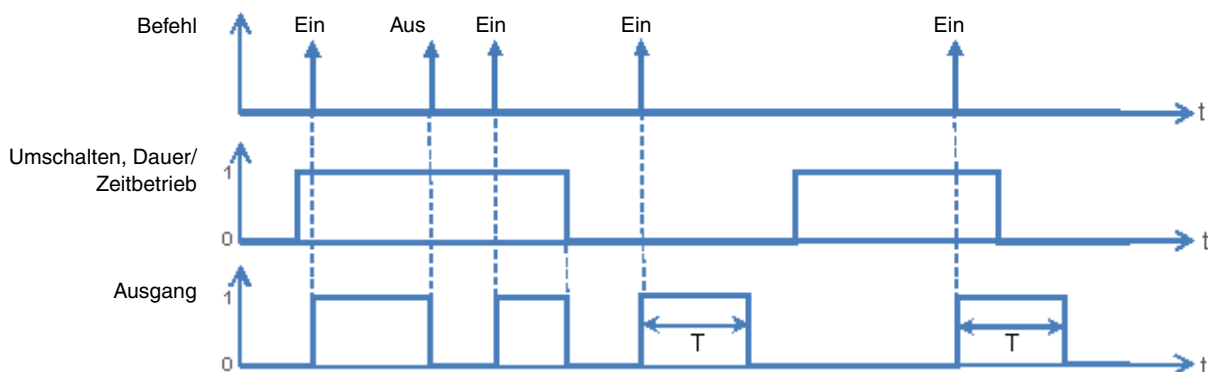 Befehl Ein Aus Ein Ein Ein
t
Umschalten, Dauer/
Zeitbetrieb
1
0
t
Ausgang
1
T T
0
t